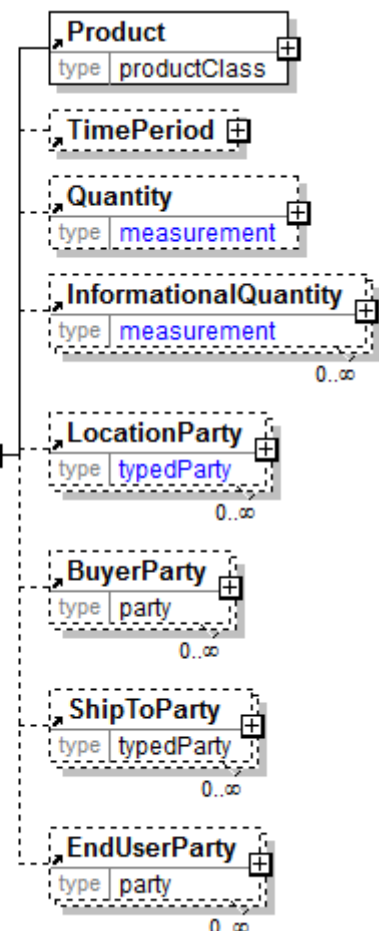 Product
type productClass
TimePeriod
Quantity
type measurement
InformationalQuantity
type measurement
0..∞
LocationParty
type typedParty
0..∞
BuyerParty
type party
0..∞
ShipToParty
type typedParty
0..∞
EndUserParty
type party
0..∞